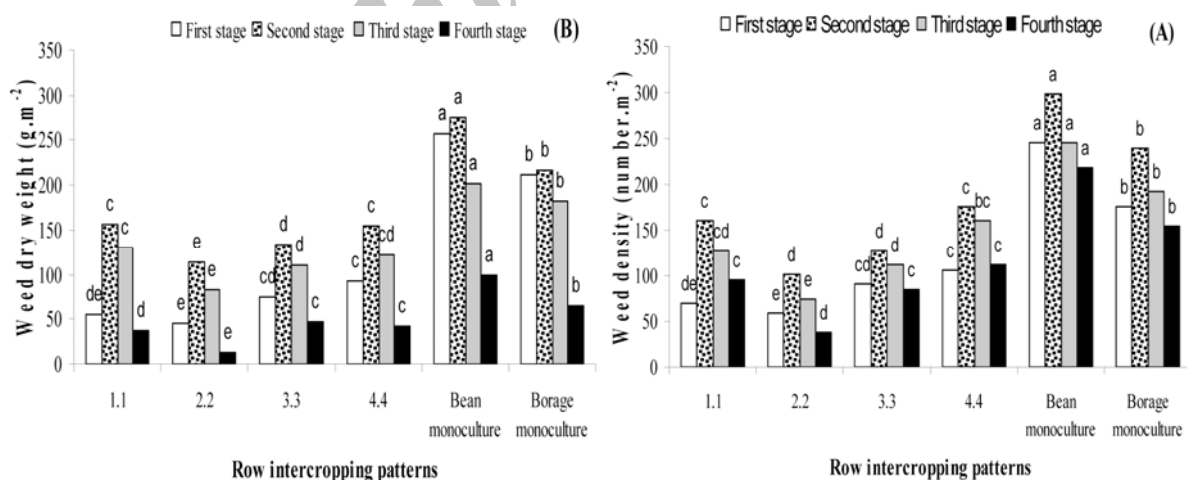 First stage Second stage Third stage Fourth stage (B)
Weed dry weight (g.m-2)
350
300
250
200
150
100
50
0
de c c d
e e e e
cd d d c
c c cd c
a a a a
b b b b
1.1 2.2 3.3 4.4 Bean monoculture Borage monoculture
Row intercropping patterns
First stage Second stage Third stage Fourth stage (A)
Weed density (number.m-2)
350
300
250
200
150
100
50
0
de c cd c
e e e d
cd d d c
c c bc c
a a a a
b b b b
1.1 2.2 3.3 4.4 Bean monoculture Borage monoculture
Row intercropping patterns